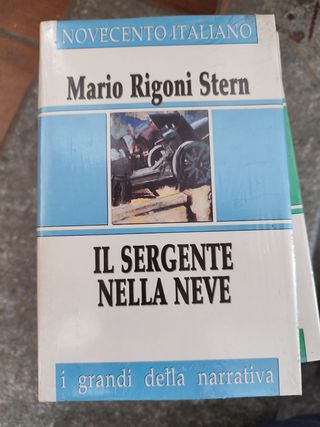 NOVECENTO ITALIANO
Mario Rigoni Stern
IL SERGENTE
NELLA NEVE
i grandi della narrativa